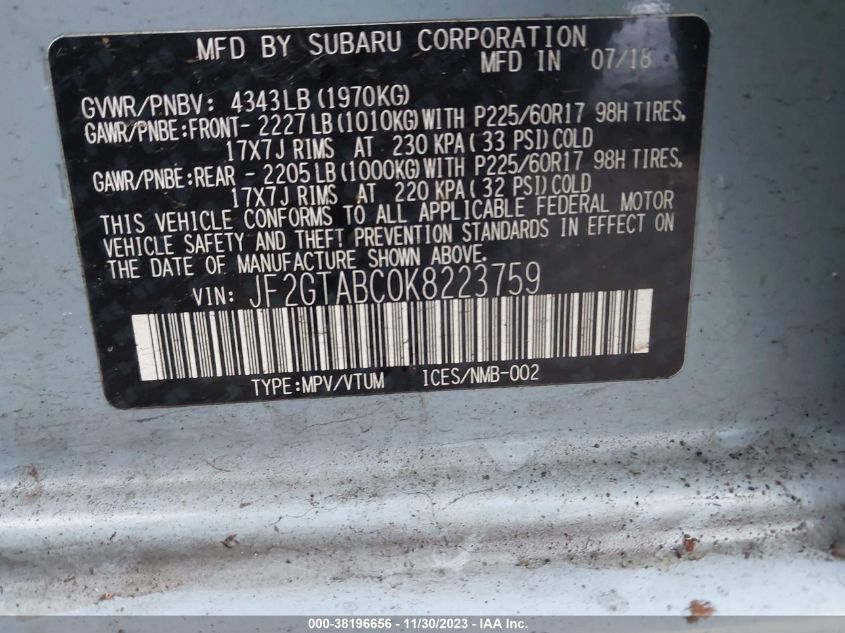 MFD BY SUBARU CORPORATION
MFD IN 07/18
GVWR/PNBV: 4343LB (1970KG)
GAWR/PNBE:FRONT- 2227LB (1010KG) WITH P225/60R17 98H TIRES,
17X7J RIMS AT 230 KPA (33 PSI) COLD
GAWR/PNBE:REAR - 2205LB (1000KG) WITH P225/60R17 98H TIRES,
17X7J RIMS AT 220 KPA (32 PSI) COLD
THIS VEHICLE CONFORMS TO ALL APPLICABLE FEDERAL MOTOR
VEHICLE SAFETY AND THEFT PREVENTION STANDARDS IN EFFECT ON
THE DATE OF MANUFACTURE SHOWN ABOVE.
VIN: JF2GTABC0K8223759
TYPE:MPV/VTUM ICES/NMB-002
000-38196656 - 11/30/2023 - IAA Inc.